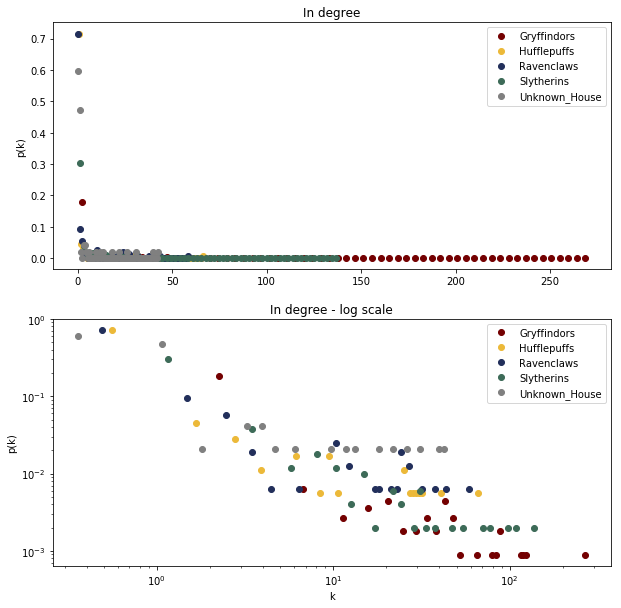 In degree
p(k)
0.7
0.6
0.5
0.4
0.3
0.2
0.1
0.0
Gryffindors
Hufflepuffs
Ravenclaws
Slytherins
Unknown_House
0
50
100
150
200
250
In degree - log scale
p(k)
10⁰
10⁻¹
10⁻²
10⁻³
Gryffindors
Hufflepuffs
Ravenclaws
Slytherins
Unknown_House
10⁰
10¹
10²
k